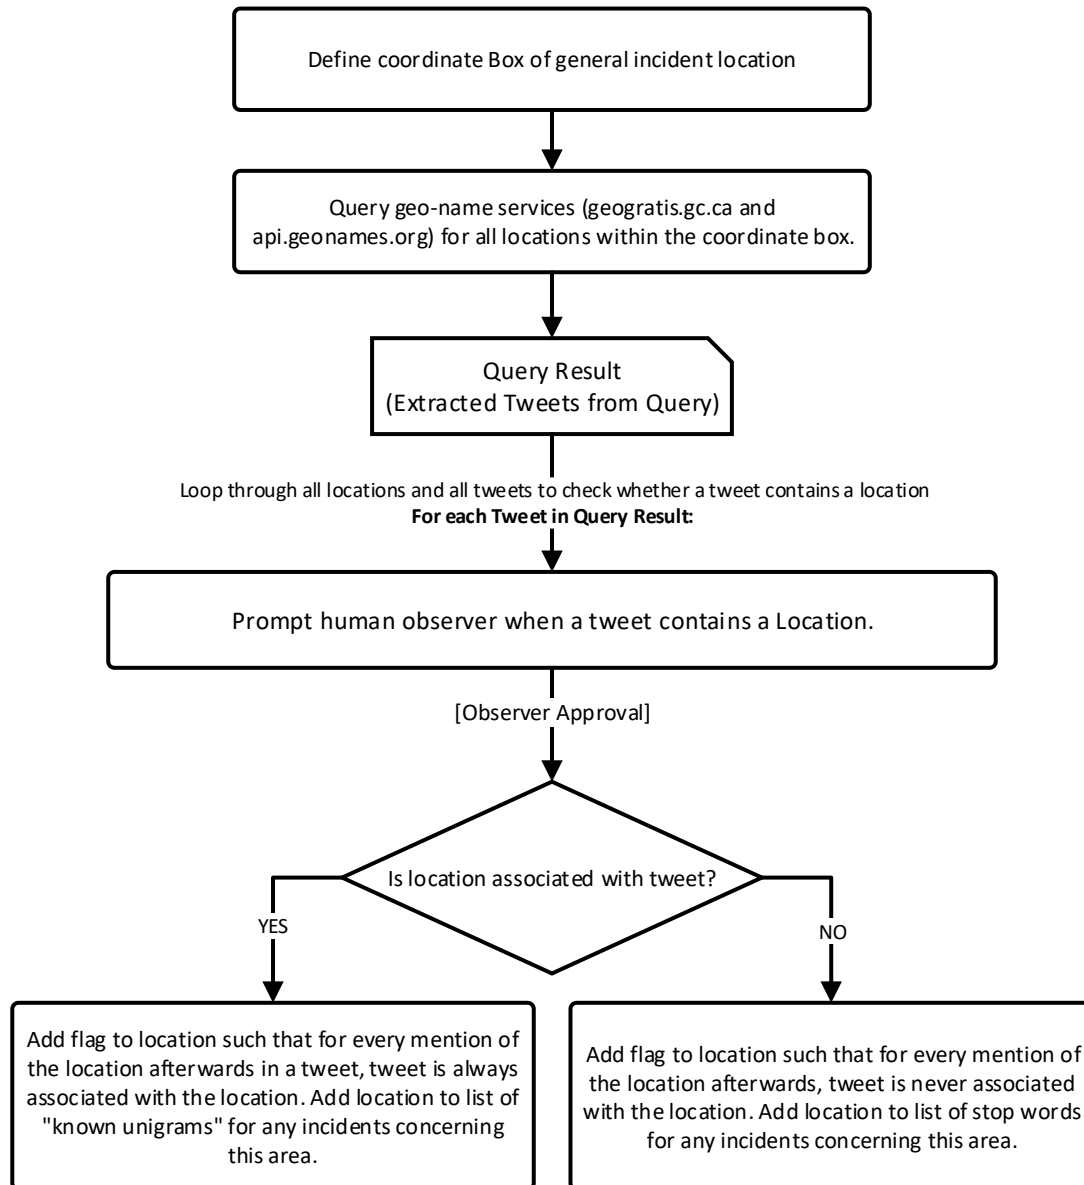 Define coordinate Box of general incident location
Query geo-name services (geogratis.gc.ca and
api.geonames.org) for all locations within the coordinate box.
Query Result
(Extracted Tweets from Query)
Loop through all locations and all tweets to check whether a tweet contains a location
For each Tweet in Query Result:
Prompt human observer when a tweet contains a Location.
[Observer Approval]
Is location associated with tweet?
YES
NO
Add flag to location such that for every mention of
the location afterwards in a tweet, tweet is always
associated with the location. Add location to list of
"known unigrams" for any incidents concerning
this area.
Add flag to location such that for every mention of
the location afterwards, tweet is never associated
with the location. Add location to list of stop words
for any incidents concerning this area.